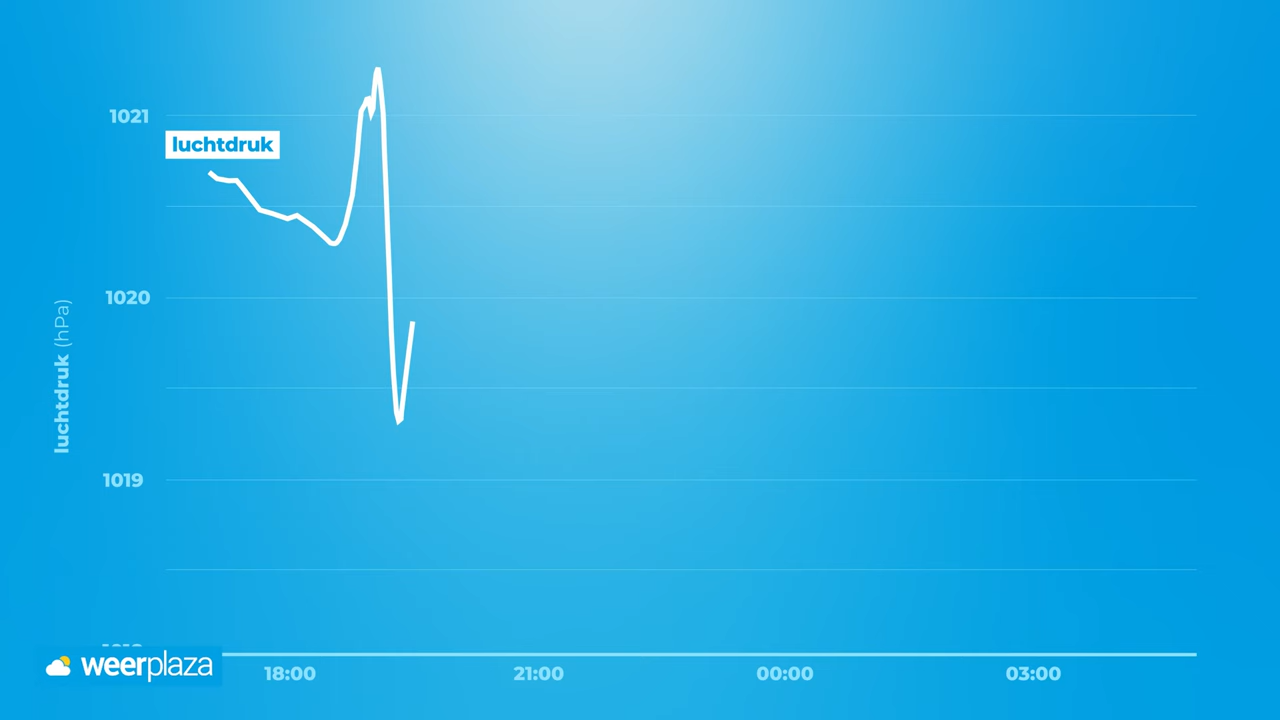 1021
luchtdruk
1020
luchtdruk (hPa)
1019
weerplaza
18:00
21:00
00:00
03:00